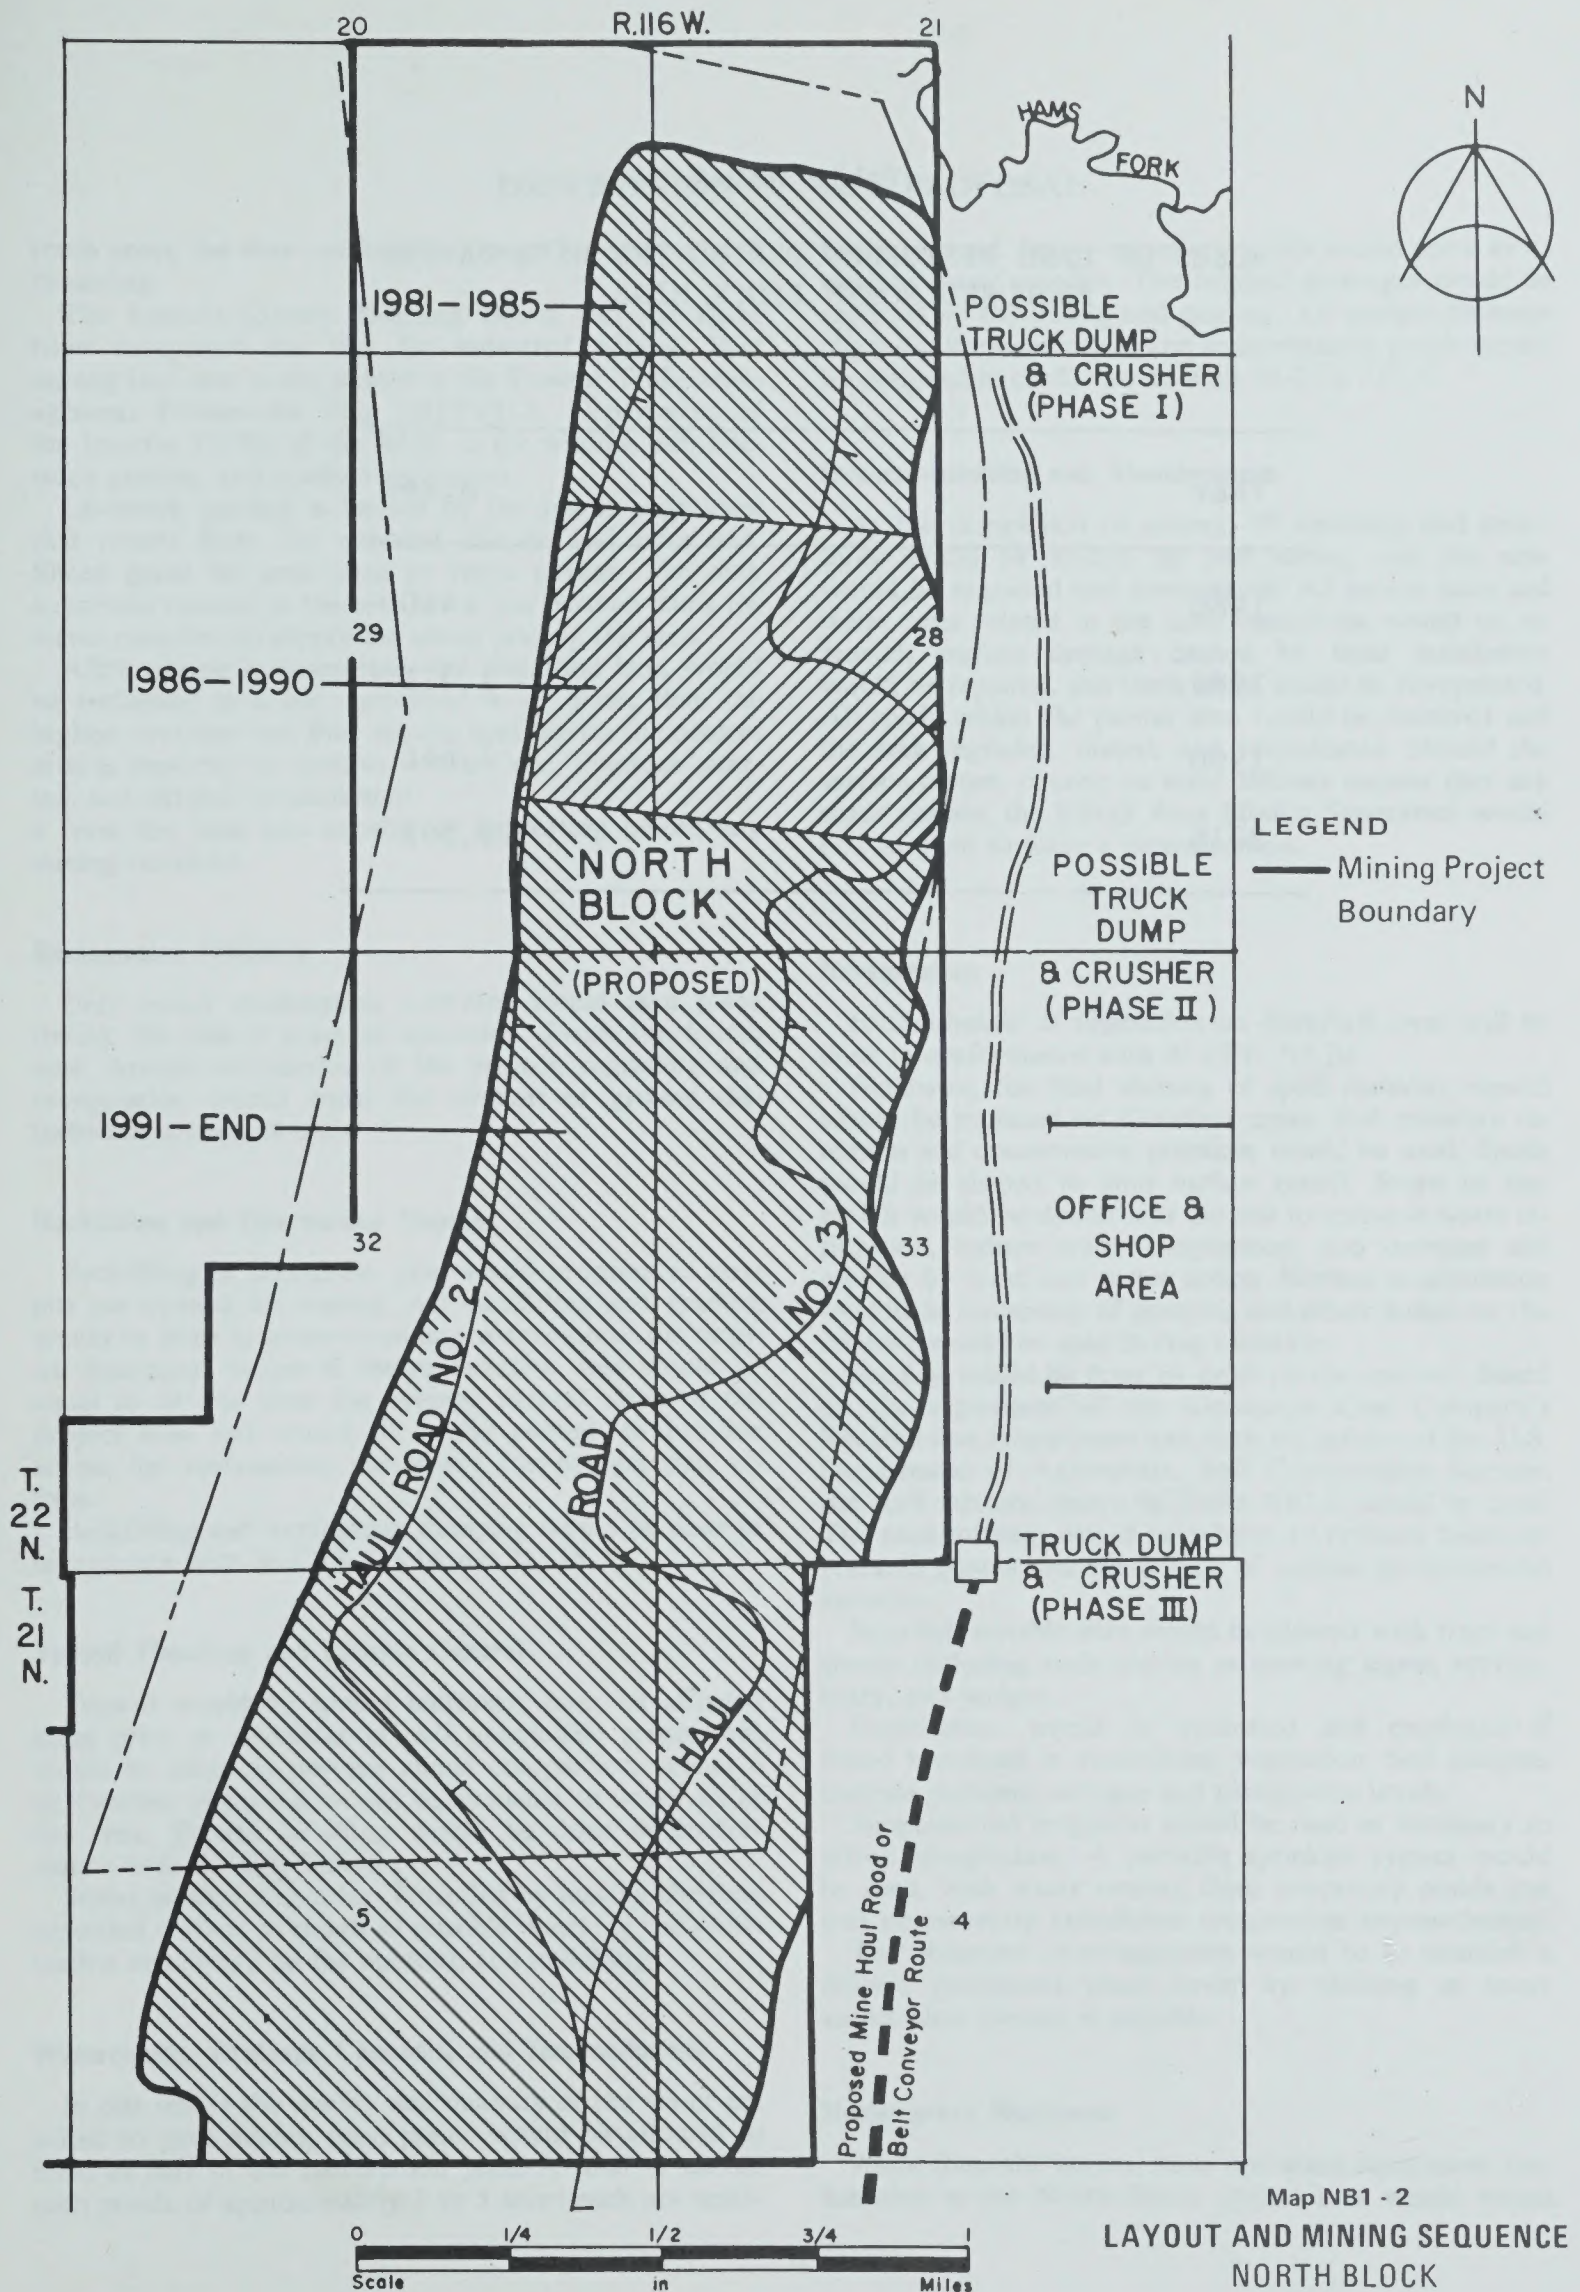 20
R.116 W.
21
N
HAMS
FORK
1981-1985
POSSIBLE
TRUCK DUMP
& CRUSHER
(PHASE I)
29
28
1986-1990
LEGEND
Mining Project
Boundary
NORTH
BLOCK
(PROPOSED)
POSSIBLE
TRUCK
DUMP
& CRUSHER
(PHASE II)
1991-END
32
33
OFFICE &
SHOP
AREA
HAUL ROAD NO. 2
HAUL ROAD NO. 3
T.
22
N.
T.
21
N.
TRUCK DUMP
& CRUSHER
(PHASE III)
5
4
Proposed Mine Haul Road or
Belt Conveyor Route
0 1/4 1/2 3/4 1
Scale in Miles
Map NB1 - 2
LAYOUT AND MINING SEQUENCE
NORTH BLOCK